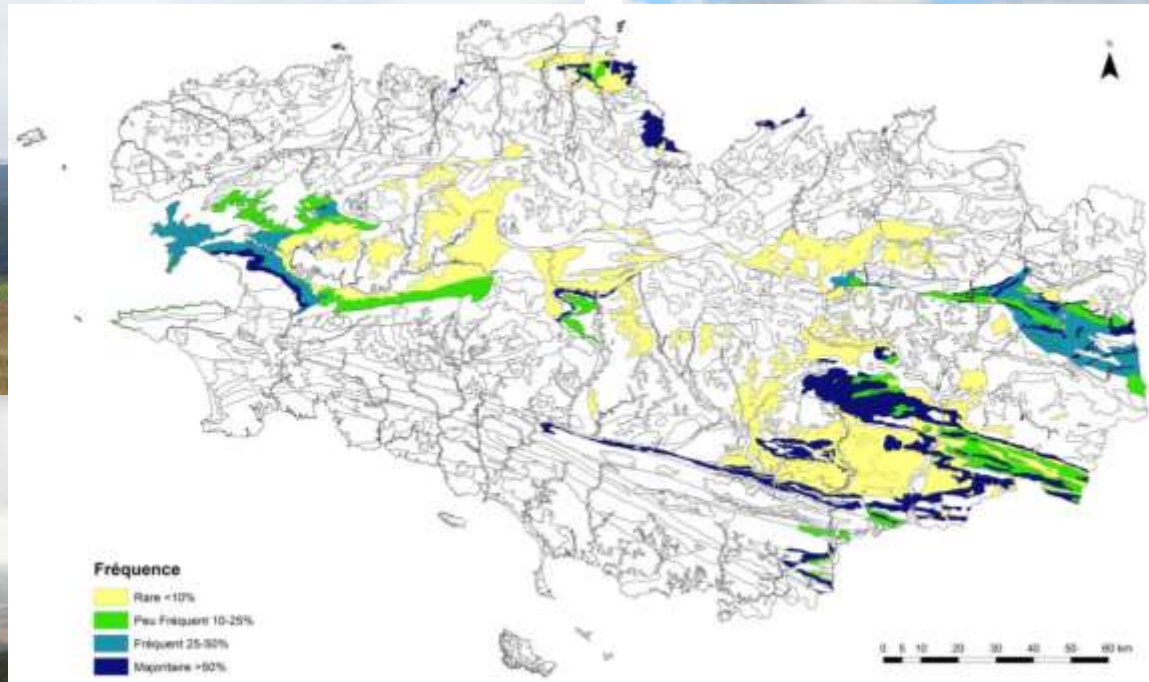 N
Fréquence
Rare <10%
Peu Fréquent 10-25%
Fréquent 25-50%
Majoritaire >50%
0 5 10 20 30 40 50 60 km